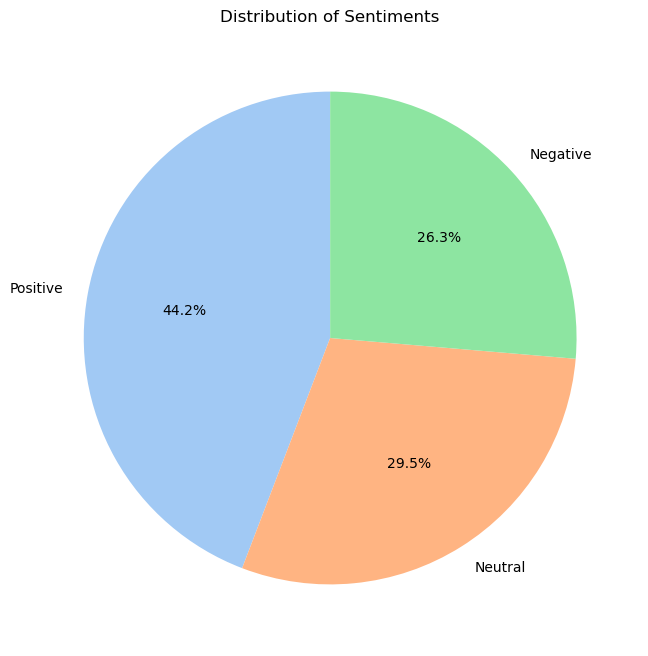 Distribution of Sentiments
Negative
26.3%
Positive
44.2%
29.5%
Neutral